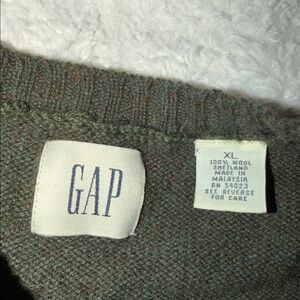 GAP
XL
100% WOOL
SHETLAND
MADE IN
MALAYSIA
RN 54023
SEE REVERSE
FOR CARE